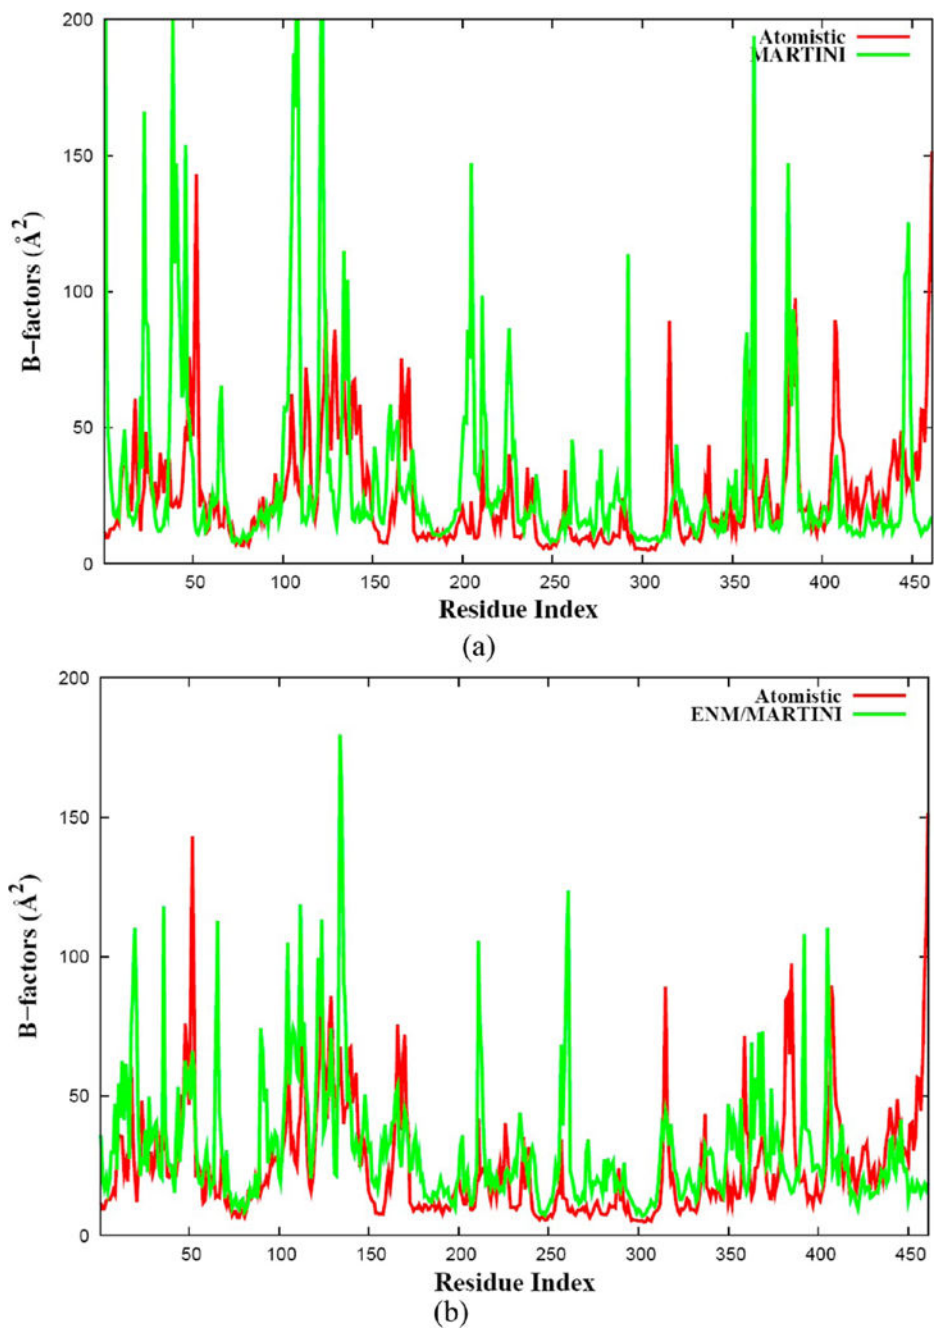 200
Atomistic
MARTINI
150
B-factors (Å²)
100
50
0
50 100 150 200 250 300 350 400 450
Residue Index
(a)
200
Atomistic
ENM/MARTINI
150
B-factors (Å²)
100
50
0
50 100 150 200 250 300 350 400 450
Residue Index
(b)